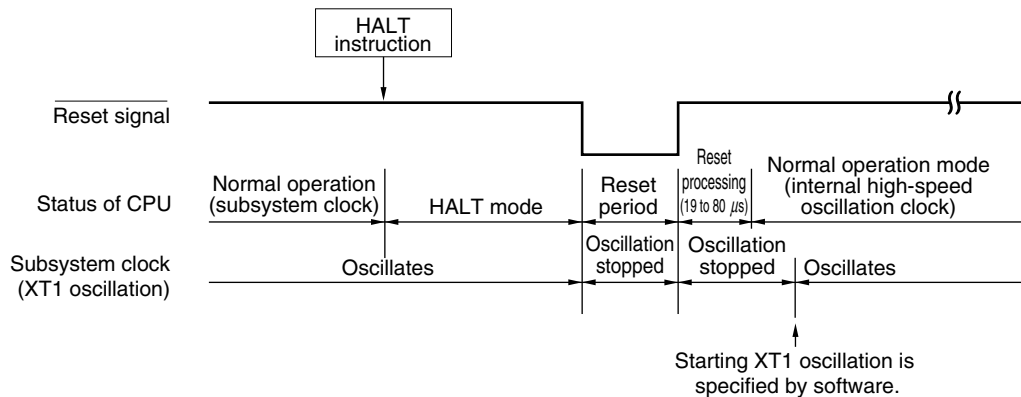 HALT
instruction
Reset signal
Status of CPU
Normal operation
(subsystem clock)
HALT mode
Reset
period
Reset
processing
(19 to 80 μs)
Normal operation mode
(internal high-speed
oscillation clock)
Subsystem clock
(XT1 oscillation)
Oscillates
Oscillation
stopped
Oscillation
stopped
Oscillates
Starting XT1 oscillation is
specified by software.